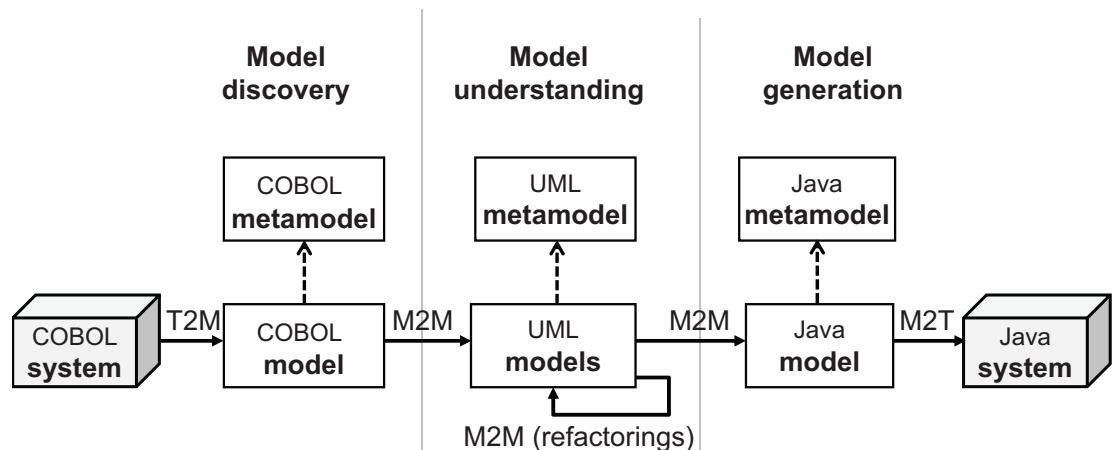 Model
discovery
Model
understanding
Model
generation
COBOL
metamodel
UML
metamodel
Java
metamodel
COBOL
system
T2M
COBOL
model
M2M
UML
models
M2M
Java
model
M2T
Java
system
M2M (refactorings)